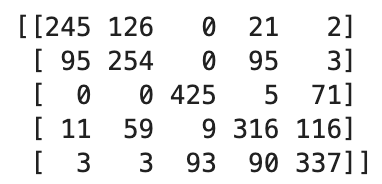 [[245 126 0 21 2]
[ 95 254 0 95 3]
[ 0 0 425 5 71]
[ 11 59 9 316 116]
[ 3 3 93 90 337]]